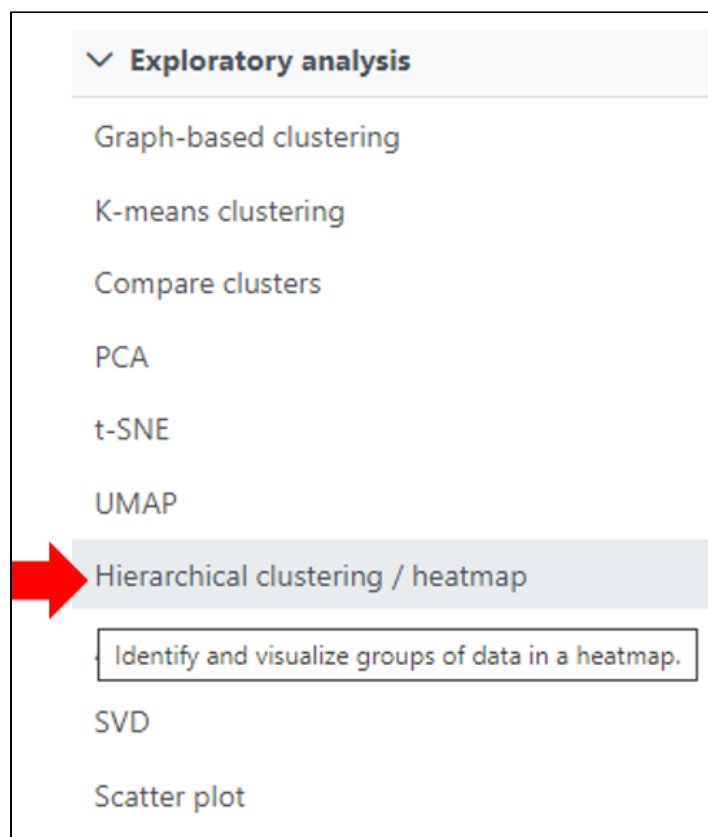 Exploratory analysis
Graph-based clustering
K-means clustering
Compare clusters
PCA
t-SNE
UMAP
Hierarchical clustering / heatmap
Identify and visualize groups of data in a heatmap.
SVD
Scatter plot